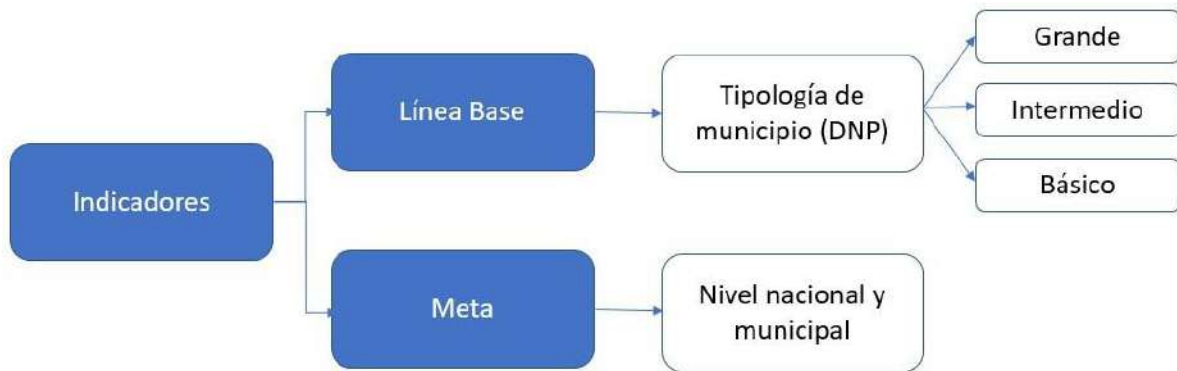 Indicadores
Línea Base
Tipología de
municipio (DNP)
Grande
Intermedio
Básico
Meta
Nivel nacional y
municipal